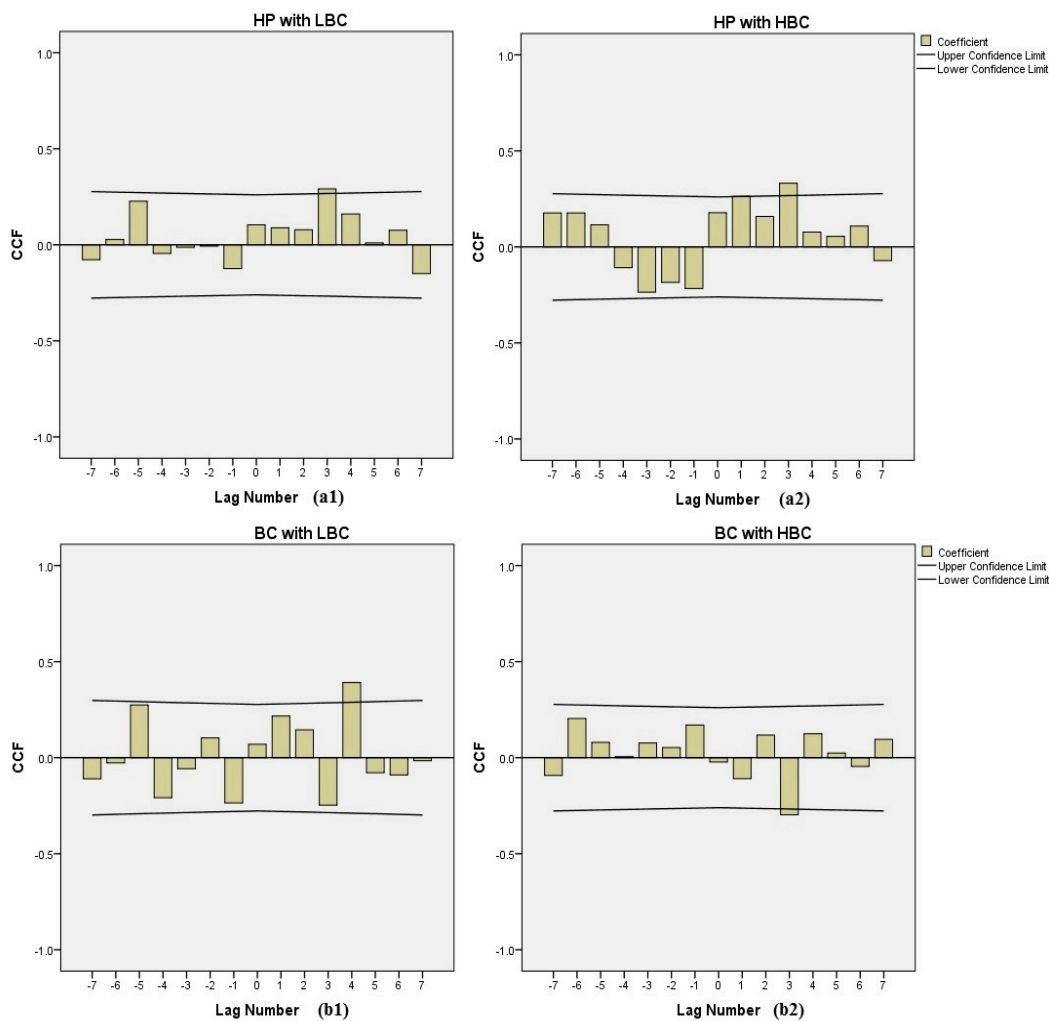 HP with LBC
1.0
0.5
0.0
-0.5
-1.0
CCF
-7 -6 -5 -4 -3 -2 -1 0 1 2 3 4 5 6 7
Lag Number (a1)
HP with HBC
1.0
0.5
0.0
-0.5
-1.0
CCF
-7 -6 -5 -4 -3 -2 -1 0 1 2 3 4 5 6 7
Lag Number (a2)
Coefficient
Upper Confidence Limit
Lower Confidence Limit
BC with LBC
1.0
0.5
0.0
-0.5
-1.0
CCF
-7 -6 -5 -4 -3 -2 -1 0 1 2 3 4 5 6 7
Lag Number (b1)
BC with HBC
1.0
0.5
0.0
-0.5
-1.0
CCF
-7 -6 -5 -4 -3 -2 -1 0 1 2 3 4 5 6 7
Lag Number (b2)
Coefficient
Upper Confidence Limit
Lower Confidence Limit